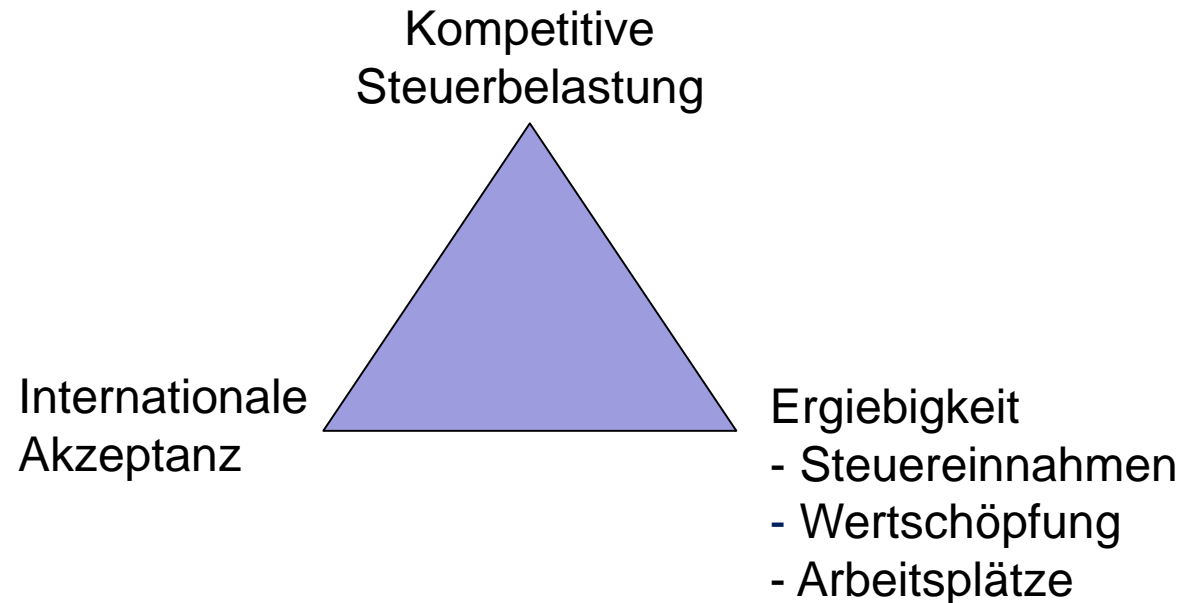 Kompetitive
Steuerbelastung
Internationale
Akzeptanz
Ergiebigkeit
- Steuereinnahmen
- Wertschöpfung
- Arbeitsplätze